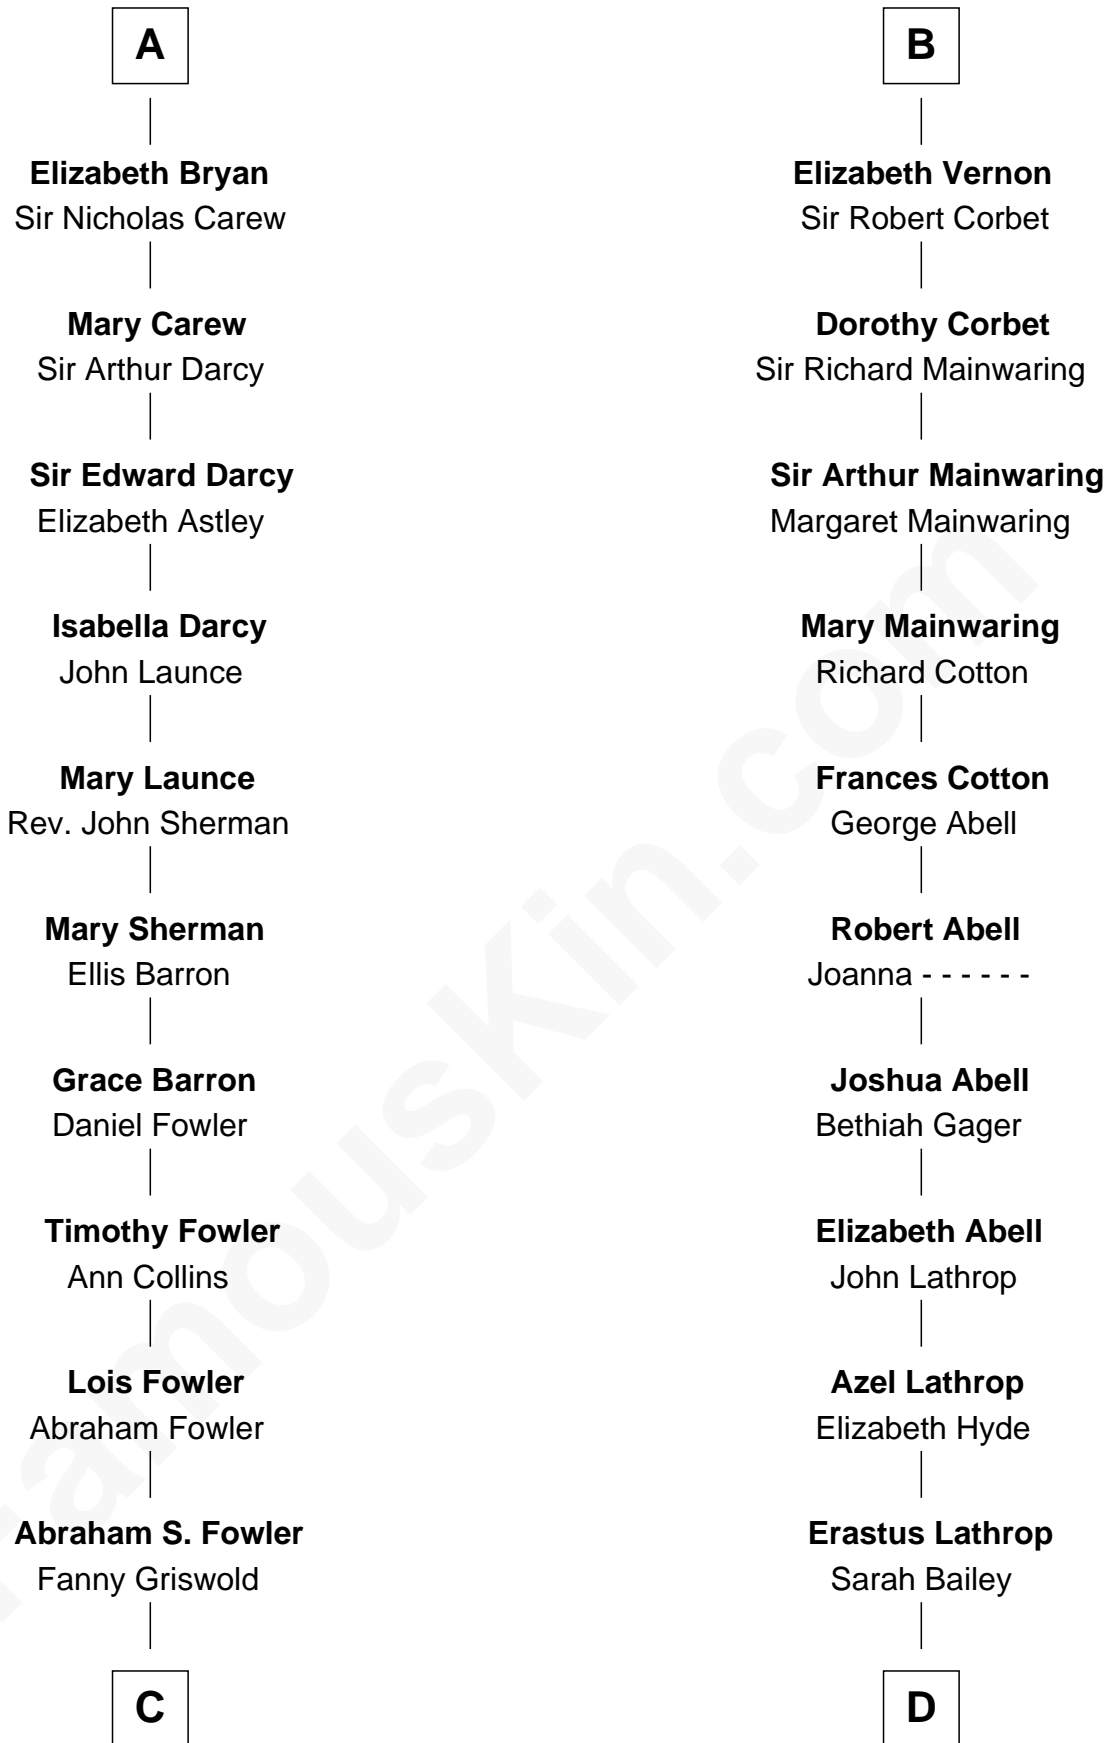 A
Elizabeth Bryan
Sir Nicholas Carew
Mary Carew
Sir Arthur Darcy
Sir Edward Darcy
Elizabeth Astley
Isabella Darcy
John Launce
Mary Launce
Rev. John Sherman
Mary Sherman
Ellis Barron
Grace Barron
Daniel Fowler
Timothy Fowler
Ann Collins
Lois Fowler
Abraham Fowler
Abraham S. Fowler
Fanny Griswold
C
B
Elizabeth Vernon
Sir Robert Corbet
Dorothy Corbet
Sir Richard Mainwaring
Sir Arthur Mainwaring
Margaret Mainwaring
Mary Mainwaring
Richard Cotton
Frances Cotton
George Abell
Robert Abell
Joanna - - - - - -
Joshua Abell
Bethiah Gager
Elizabeth Abell
John Lathrop
Azel Lathrop
Elizabeth Hyde
Erastus Lathrop
Sarah Bailey
D
FamousKin.com